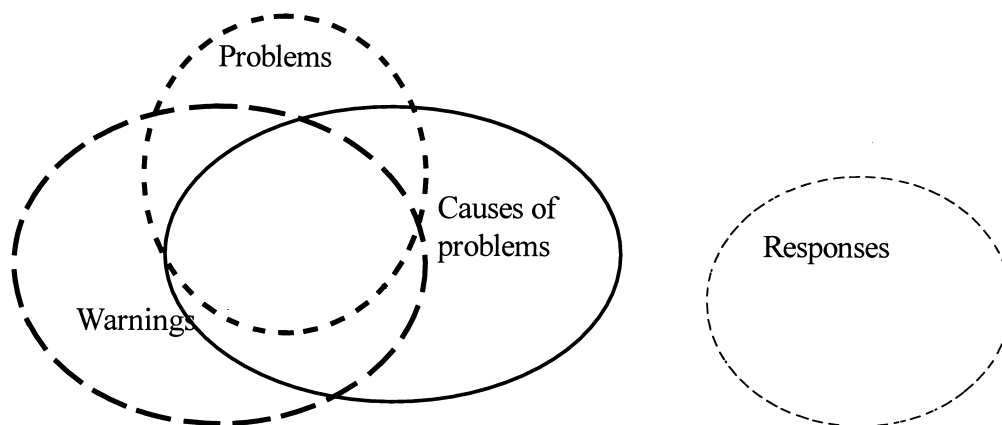 Problems
Causes of
problems
Responses
Warnings